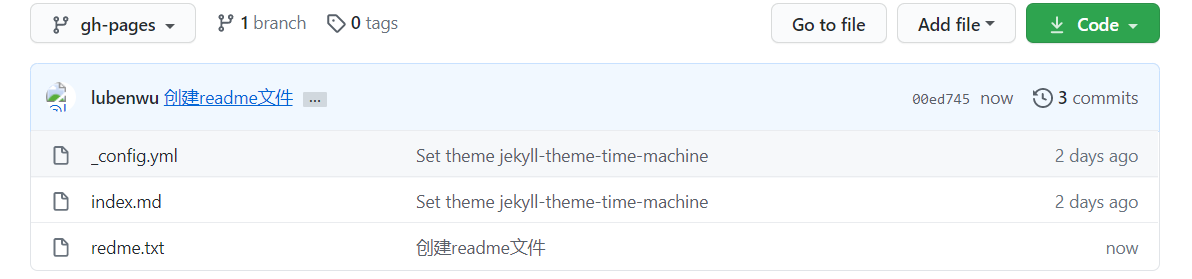 gh-pages 1 branch 0 tags Go to file Add file Code
lubenwu 创建readme文件 ... 00ed745 now 3 commits
_config.yml Set theme jekyll-theme-time-machine 2 days ago
index.md Set theme jekyll-theme-time-machine 2 days ago
redme.txt 创建readme文件 now